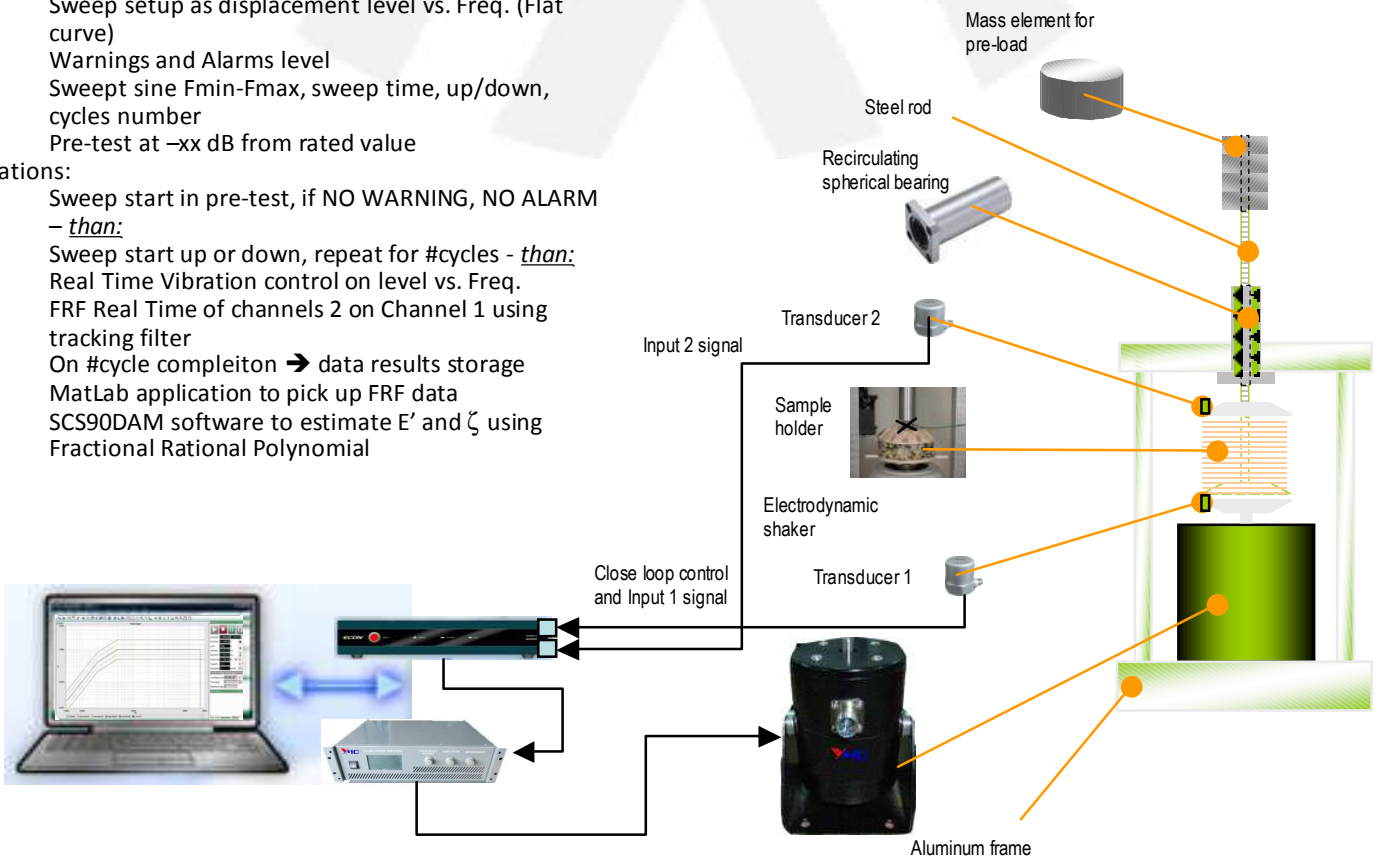 Sweep setup as displacement level vs. Freq. (Flat
curve)
Warnings and Alarms level
Sweept sine Fmin-Fmax, sweep time, up/down,
cycles number
Pre-test at –xx dB from rated value
ations:
Sweep start in pre-test, if NO WARNING, NO ALARM
– than:
Sweep start up or down, repeat for #cycles - than:
Real Time Vibration control on level vs. Freq.
FRF Real Time of channels 2 on Channel 1 using
tracking filter
On #cycle compleiton ➔ data results storage
MatLab application to pick up FRF data
SCS90DAM software to estimate E’ and ζ using
Fractional Rational Polynomial
Mass element for
pre-load
Steel rod
Recirculating
spherical bearing
Transducer 2
Input 2 signal
Sample
holder
Electrodynamic
shaker
Close loop control
and Input 1 signal
Transducer 1
ECON
YMC
YMC
Aluminum frame